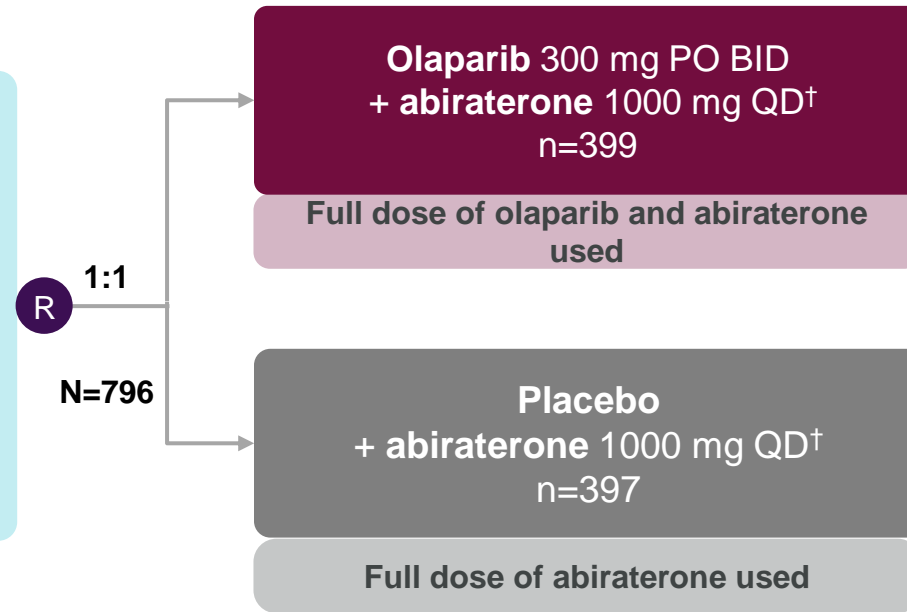 Olaparib 300 mg PO BID
+ abiraterone 1000 mg QD†
n=399
Full dose of olaparib and abiraterone
used
1:1
R
N=796
Placebo
+ abiraterone 1000 mg QD†
n=397
Full dose of abiraterone used